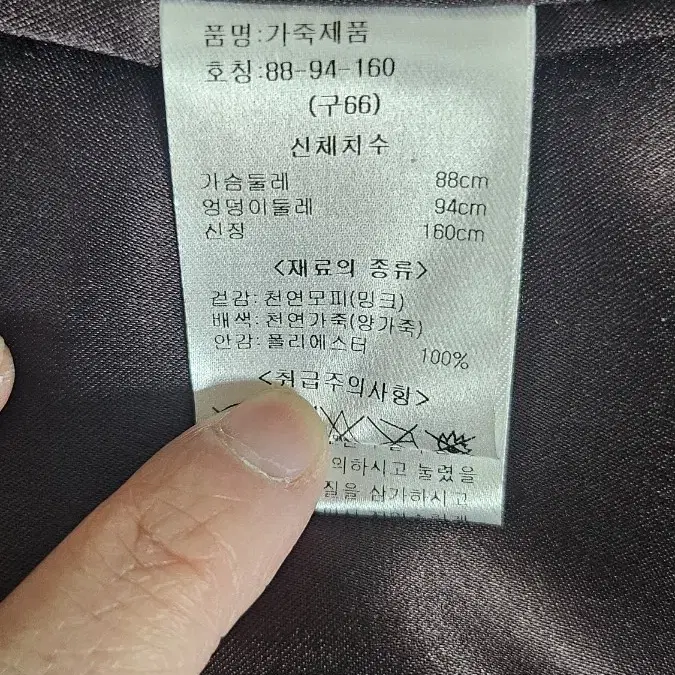 품명:가죽제품
호칭:88-94-160
(구66)
신체치수
가슴둘레 88cm
엉덩이둘레 94cm
신장 160cm
<재료의 종류>
겉감:천연모피(밍크)
배색:천연가죽(양가죽)
안감:폴리에스터 100%
<취급주의사항>
의하시고 눌렸을
질을 삼가하시고